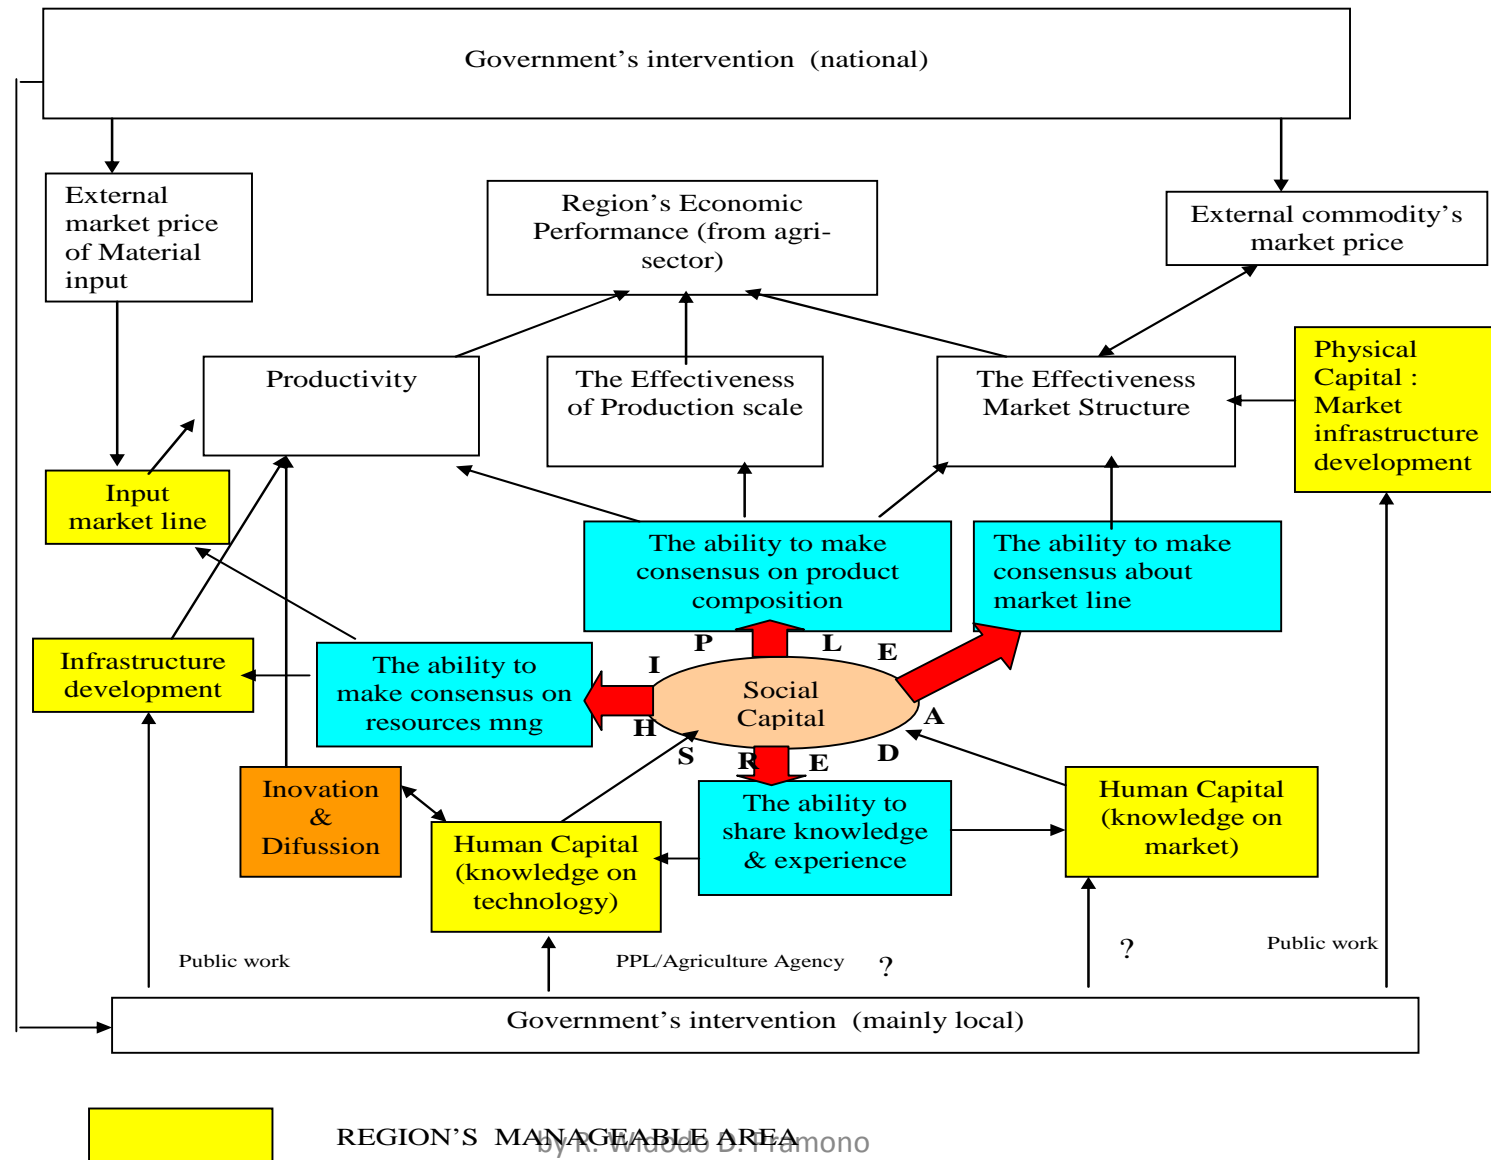 Government’s intervention  (national)
External
market price
of Material
input
Region’s Economic
Performance (from agri-
sector)
External commodity’s
market price
Productivity
The Effectiveness
of Production scale
The Effectiveness
Market Structure
Physical
Capital :
Market
infrastructure
development
Input
market line
The ability to make
consensus on product
composition
The ability to make
consensus about
market line
Infrastructure
development
The ability to
make consensus on
resources mng
L E A D E R S H I P
Social
Capital
Inovation
&
Difussion
Human Capital
(knowledge on
technology)
The ability to
share knowledge
& experience
Human Capital
(knowledge on
market)
Public work
PPL/Agriculture Agency
?
?
Public work
Government’s intervention  (mainly local)
REGION’S  MANAGEABLE AREA
by R. Widodo D. Pramono